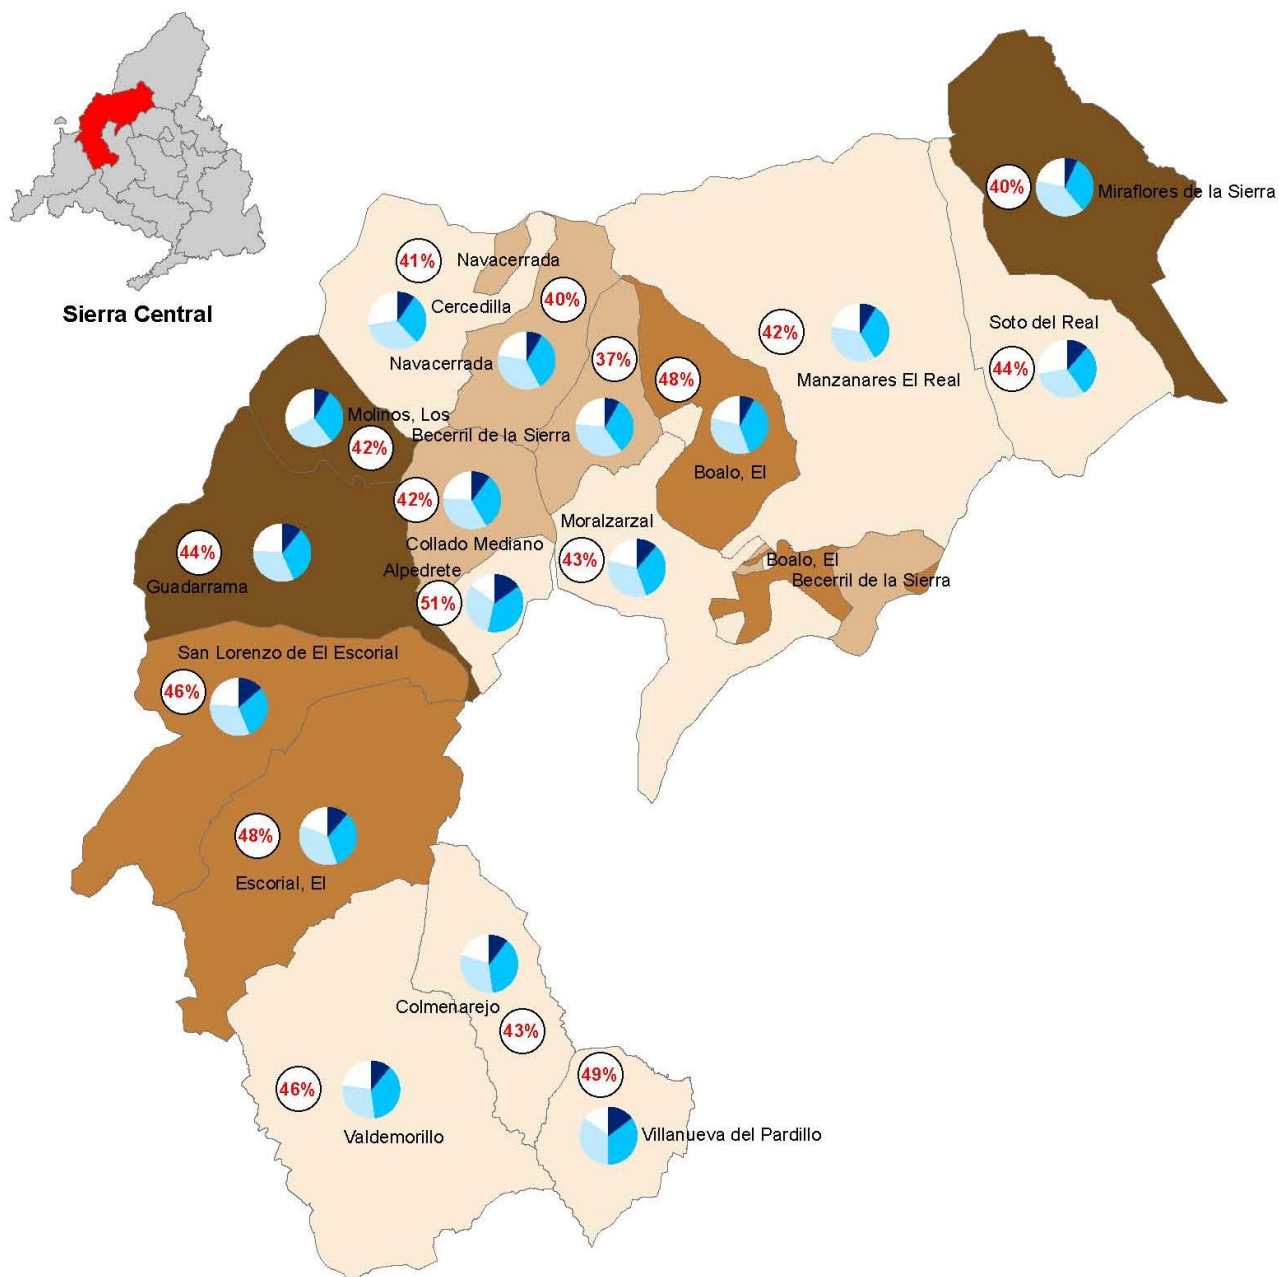 Sierra Central
40%
Miraflores de la Sierra
41%
Navacerrada
Cercedilla
40%
Soto del Real
44%
42%
Manzanares El Real
Navacerrada
37%
48%
Molinos, Los
42%
Becerril de la Sierra
Boalo, El
42%
Collado Mediano
Moralzarzal
43%
44%
Guadarrama
Alpedrete
51%
Boalo, El
Becerril de la Sierra
San Lorenzo de El Escorial
46%
48%
Escorial, El
Colmenarejo
43%
46%
Valdemorillo
49%
Villanueva del Pardillo